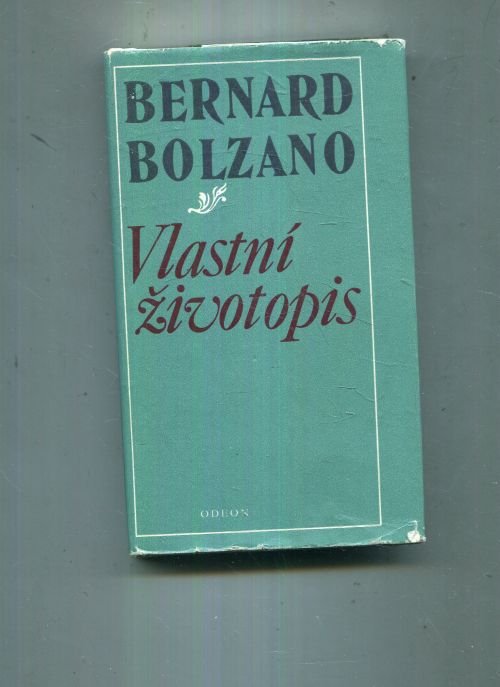 BERNARD
BOLZANO
Vlastní
životopis
ODEON